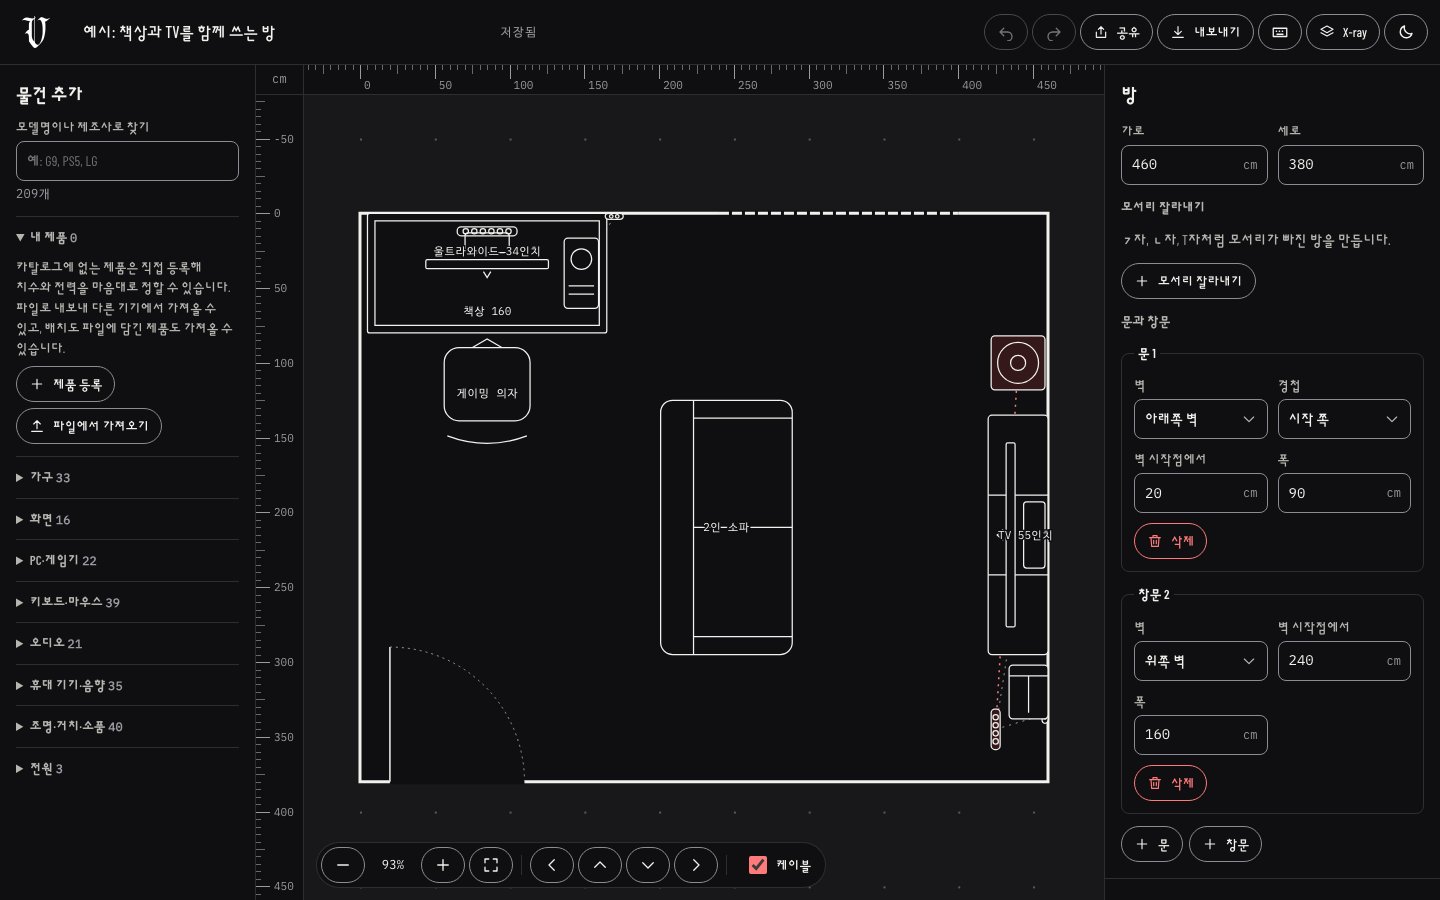 예시: 책상과 TV를 함께 쓰는 방
저장됨
공유
내보내기
X-ray
물건 추가
모델명이나 제조사로 찾기
예: G9, PS5, LG
209개
내 제품 0
카탈로그에 없는 제품은 직접 등록해
치수와 전력을 마음대로 정할 수 있습니다.
파일로 내보내 다른 기기에서 가져올 수
있고, 배치도 파일에 담긴 제품도 가져올 수
있습니다.
제품 등록
파일에서 가져오기
가구 33
화면 16
PC·게임기 22
키보드·마우스 39
오디오 21
휴대 기기·음향 35
조명·거치·소품 40
전원 3
cm
0 50 100 150 200 250 300 350 400 450
-50
0
50
100
150
200
250
300
350
400
450
울트라와이드 34인치
책상 160
게이밍 의자
2인 소파
TV 55인치
93%
케이블
방
가로
세로
460 cm
380 cm
모서리 잘라내기
ㄱ자, ㄴ자, T자처럼 모서리가 빠진 방을 만듭니다.
모서리 잘라내기
문과 창문
문 1
벽
경첩
아래쪽 벽
시작 쪽
벽 시작점에서
폭
20 cm
90 cm
삭제
창문 2
벽
벽 시작점에서
위쪽 벽
240 cm
폭
160 cm
삭제
문
창문